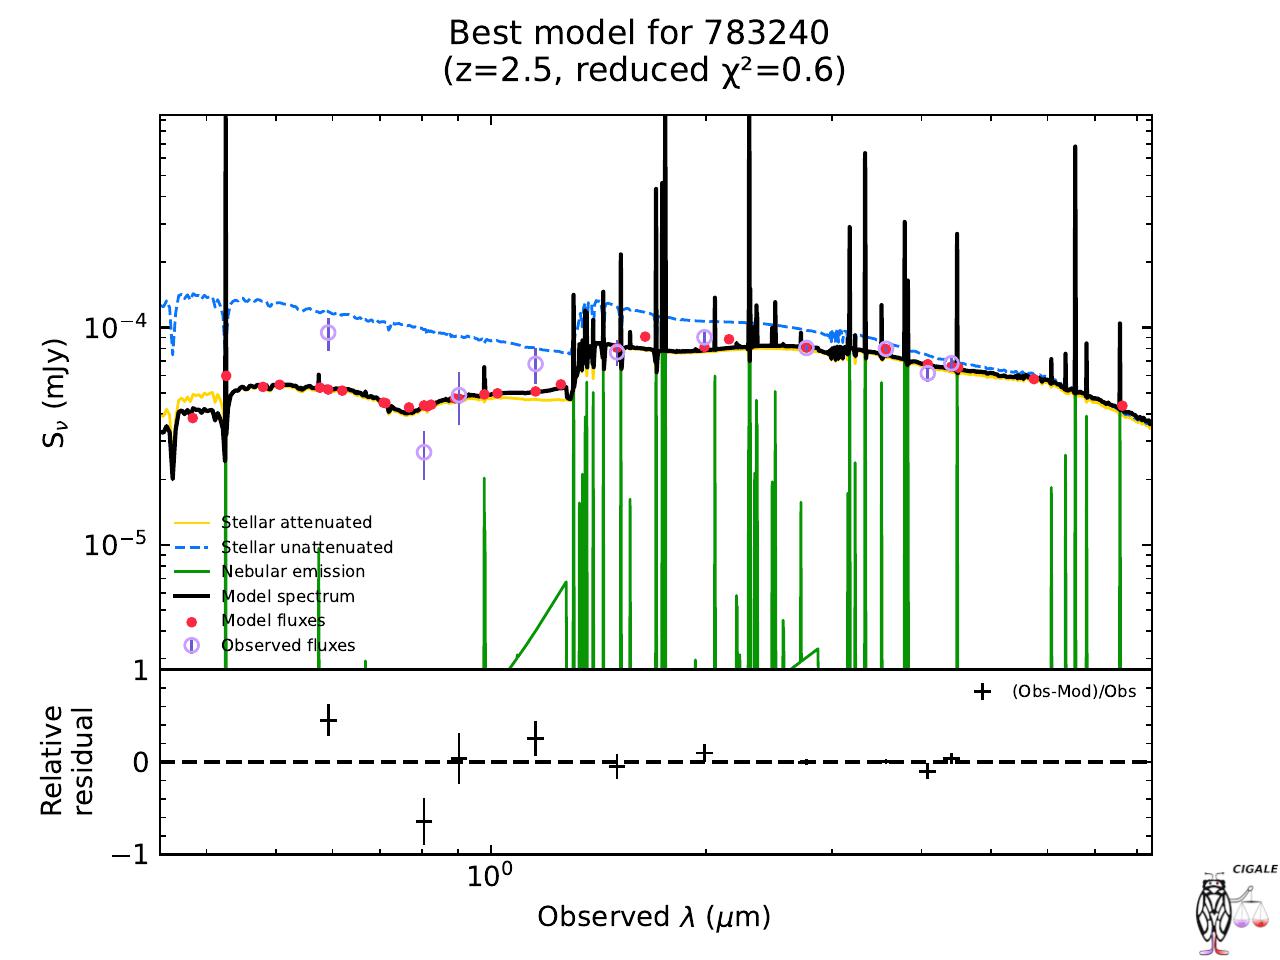 Best model for 783240
(z=2.5, reduced χ²=0.6)
S𝜈 (mJy)
10⁻⁴
10⁻⁵
Stellar attenuated
Stellar unattenuated
Nebular emission
Model spectrum
Model fluxes
Observed fluxes
1
0
−1
Relative
residual
(Obs-Mod)/Obs
10⁰
Observed λ (μm)
CIGALE